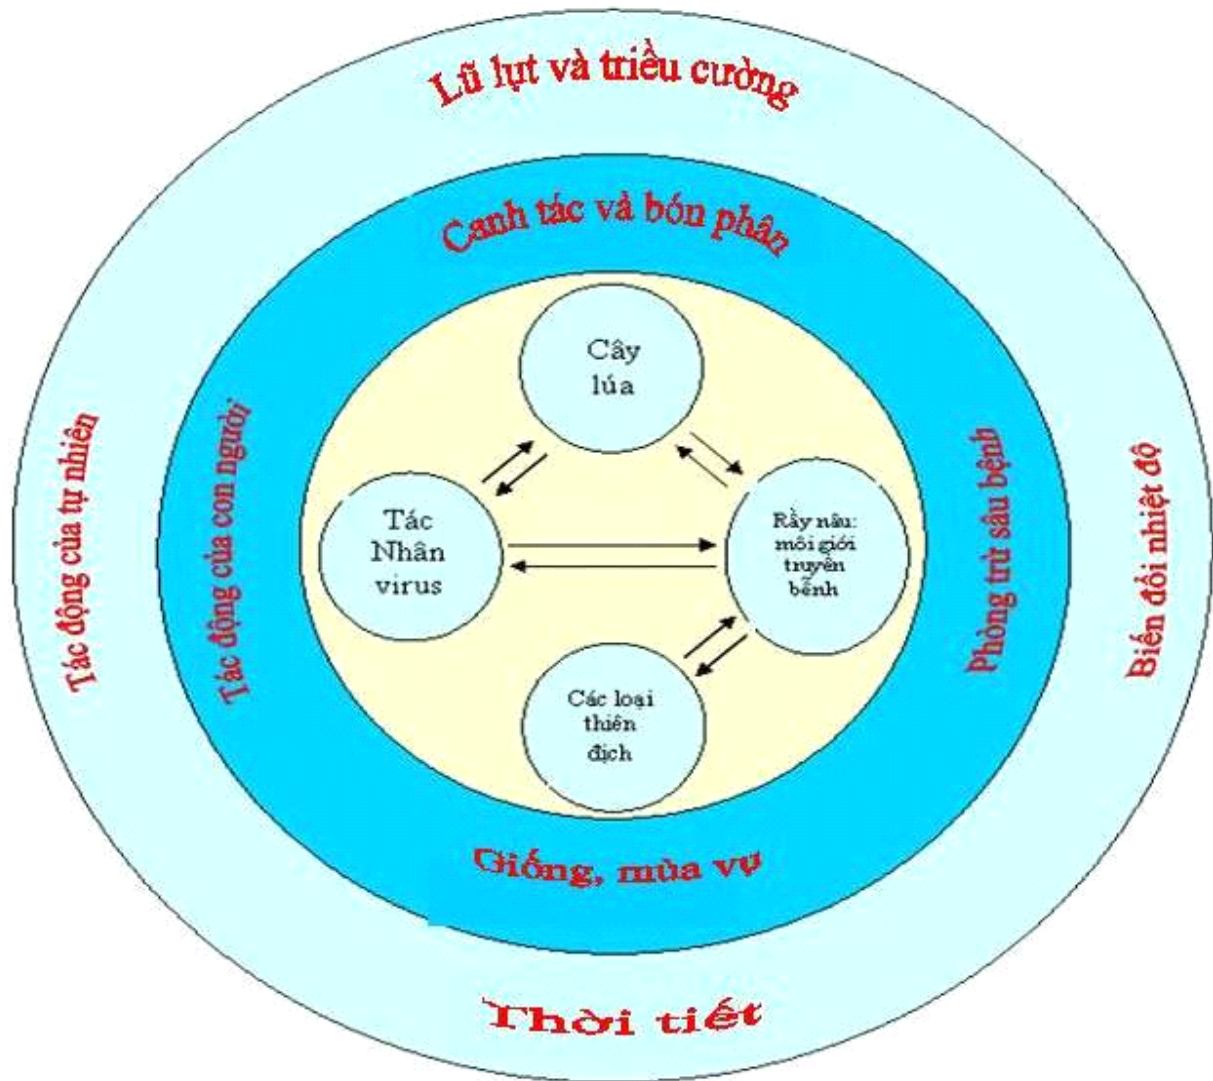 Lũ lụt và triều cường
Canh tác và bón phân
Cây
lúa
Tác động của tự nhiên
Tác động của con người
Tác
Nhân
virus
Rầy nâu:
môi giới
truyền
bễnh
Phòng trừ sâu bệnh
Biến đổi nhiệt độ
Các loại
thiên
địch
Giống, mùa vụ
Thời tiết